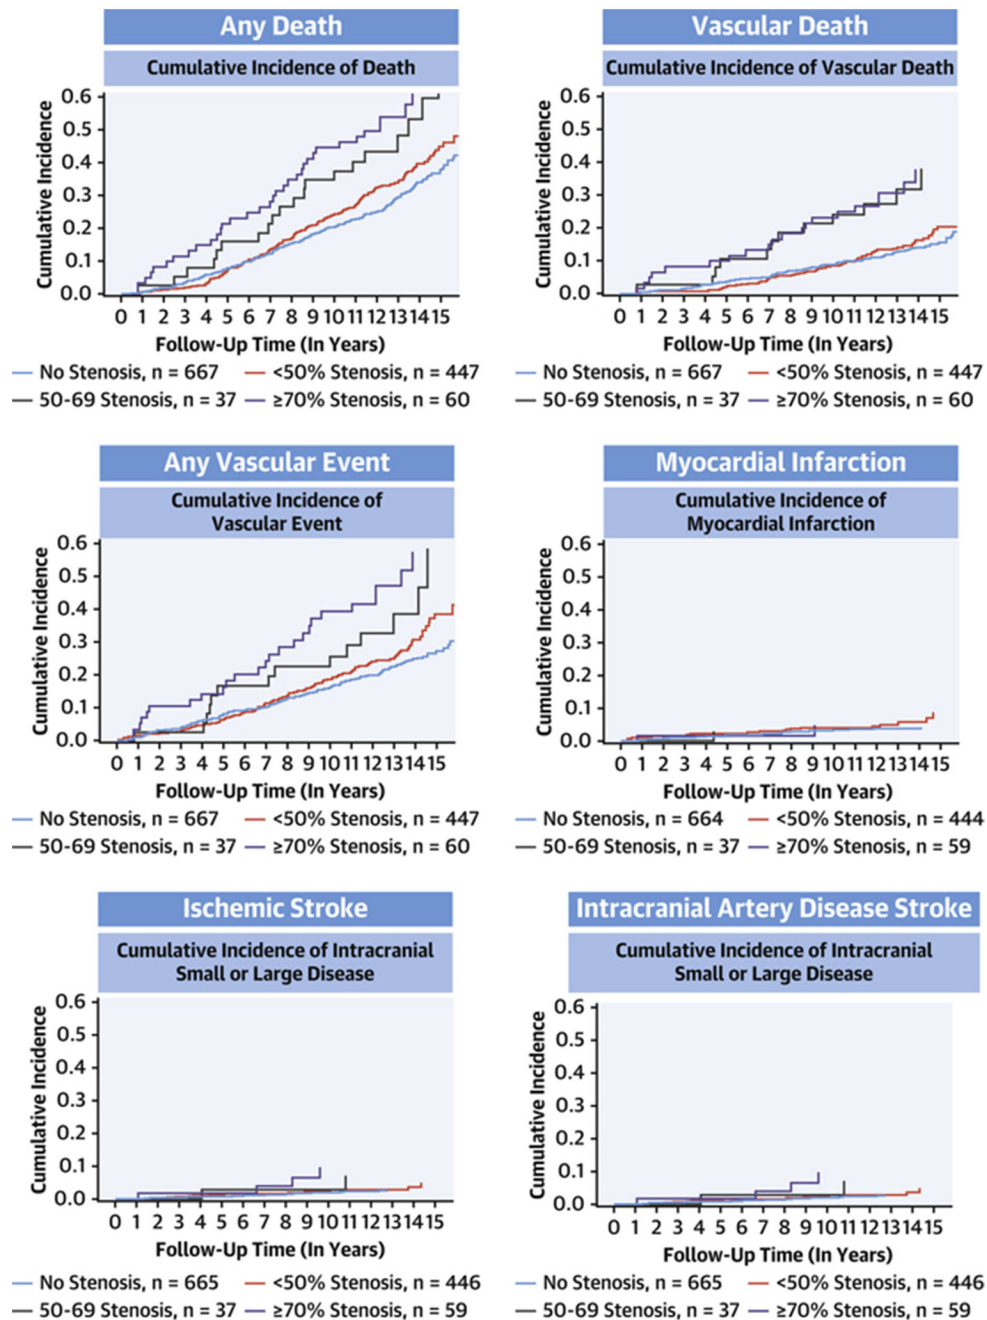 Any Death
Cumulative Incidence of Death
Cumulative Incidence
0.6
0.5
0.4
0.3
0.2
0.1
0.0
0 1 2 3 4 5 6 7 8 9 10 11 12 13 14 15
Follow-Up Time (In Years)
No Stenosis, n = 667 <50% Stenosis, n = 447
50-69 Stenosis, n = 37 ≥70% Stenosis, n = 60
Vascular Death
Cumulative Incidence of Vascular Death
Cumulative Incidence
0.6
0.5
0.4
0.3
0.2
0.1
0.0
0 1 2 3 4 5 6 7 8 9 10 11 12 13 14 15
Follow-Up Time (In Years)
No Stenosis, n = 667 <50% Stenosis, n = 447
50-69 Stenosis, n = 37 ≥70% Stenosis, n = 60
Any Vascular Event
Cumulative Incidence of
Vascular Event
Cumulative Incidence
0.6
0.5
0.4
0.3
0.2
0.1
0.0
0 1 2 3 4 5 6 7 8 9 10 11 12 13 14 15
Follow-Up Time (In Years)
No Stenosis, n = 667 <50% Stenosis, n = 447
50-69 Stenosis, n = 37 ≥70% Stenosis, n = 60
Myocardial Infarction
Cumulative Incidence of
Myocardial Infarction
Cumulative Incidence
0.6
0.5
0.4
0.3
0.2
0.1
0.0
0 1 2 3 4 5 6 7 8 9 10 11 12 13 14 15
Follow-Up Time (In Years)
No Stenosis, n = 664 <50% Stenosis, n = 444
50-69 Stenosis, n = 37 ≥70% Stenosis, n = 59
Ischemic Stroke
Cumulative Incidence of Intracranial
Small or Large Disease
Cumulative Incidence
0.6
0.5
0.4
0.3
0.2
0.1
0.0
0 1 2 3 4 5 6 7 8 9 10 11 12 13 14 15
Follow-Up Time (In Years)
No Stenosis, n = 665 <50% Stenosis, n = 446
50-69 Stenosis, n = 37 ≥70% Stenosis, n = 59
Intracranial Artery Disease Stroke
Cumulative Incidence of Intracranial
Small or Large Disease
Cumulative Incidence
0.6
0.5
0.4
0.3
0.2
0.1
0.0
0 1 2 3 4 5 6 7 8 9 10 11 12 13 14 15
Follow-Up Time (In Years)
No Stenosis, n = 665 <50% Stenosis, n = 446
50-69 Stenosis, n = 37 ≥70% Stenosis, n = 59